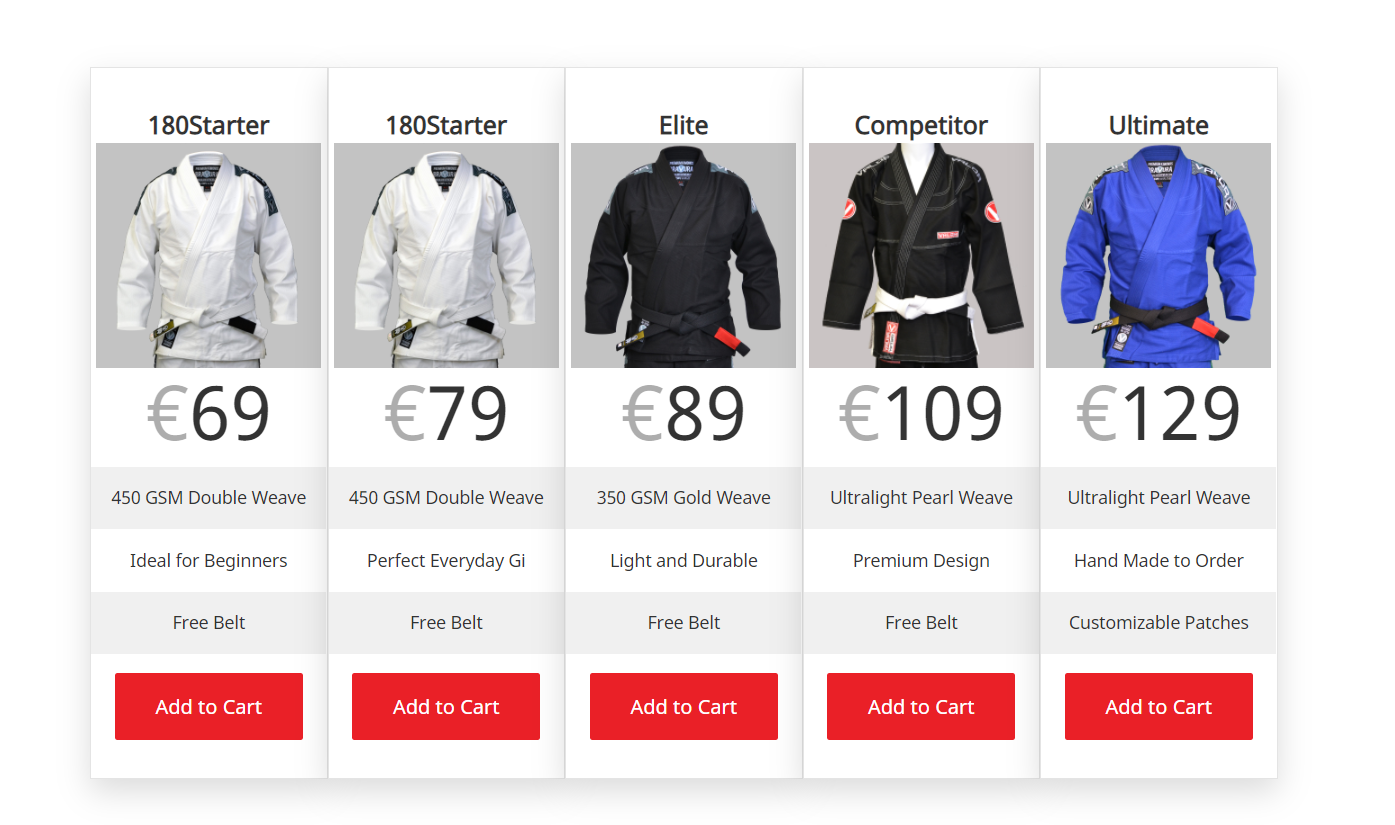 180Starter
180Starter
Elite
Competitor
Ultimate
€69
€79
€89
€109
€129
450 GSM Double Weave
450 GSM Double Weave
350 GSM Gold Weave
Ultralight Pearl Weave
Ultralight Pearl Weave
Ideal for Beginners
Perfect Everyday Gi
Light and Durable
Premium Design
Hand Made to Order
Free Belt
Free Belt
Free Belt
Free Belt
Customizable Patches
Add to Cart
Add to Cart
Add to Cart
Add to Cart
Add to Cart